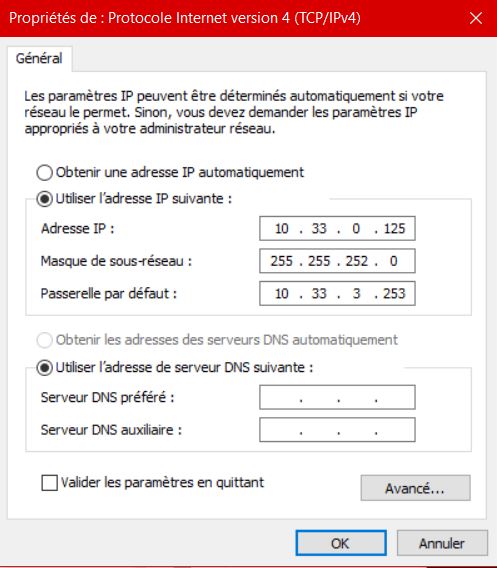 Propriétés de : Protocole Internet version 4 (TCP/IPv4)
Général
Les paramètres IP peuvent être déterminés automatiquement si votre
réseau le permet. Sinon, vous devez demander les paramètres IP
appropriés à votre administrateur réseau.
Obtenir une adresse IP automatiquement
Utiliser l'adresse IP suivante :
Adresse IP : 10 . 33 . 0 . 125
Masque de sous-réseau : 255 . 255 . 252 . 0
Passerelle par défaut : 10 . 33 . 3 . 253
Obtenir les adresses des serveurs DNS automatiquement
Utiliser l'adresse de serveur DNS suivante :
Serveur DNS préféré : . . .
Serveur DNS auxiliaire : . . .
Valider les paramètres en quittant
Avancé...
OK Annuler